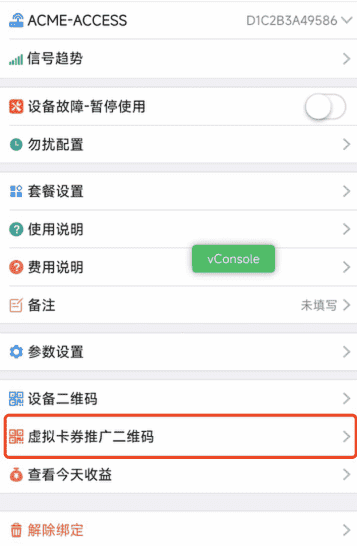 ACME-ACCESS D1C2B3A49586
信号趋势
设备故障-暂停使用
勿扰配置
套餐设置
使用说明
vConsole
费用说明
备注 未填写
参数设置
设备二维码
虚拟卡券推广二维码
查看今天收益
解除绑定